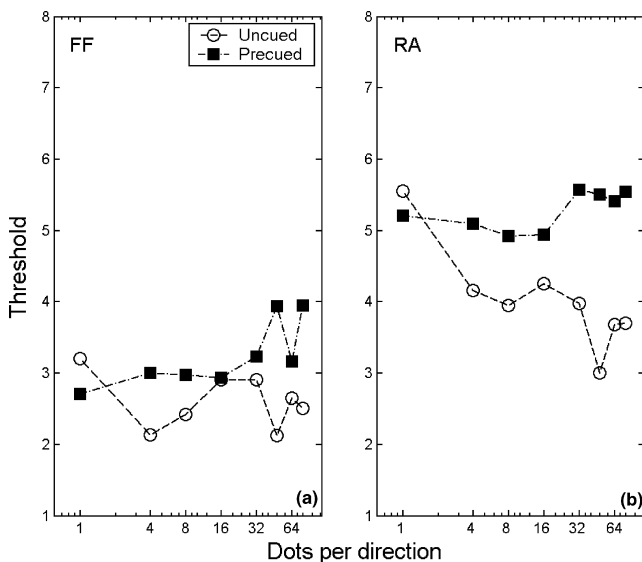 FF
Uncued
Precued
RA
8
7
6
5
4
3
2
1
Threshold
8
7
6
5
4
3
2
1
(a)
(b)
1 4 8 16 32 64
1 4 8 16 32 64
Dots per direction